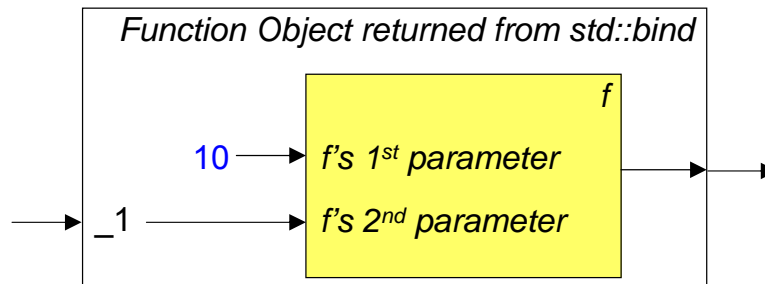 Function Object returned from std::bind
f
10 f's 1st parameter
_1 f's 2nd parameter